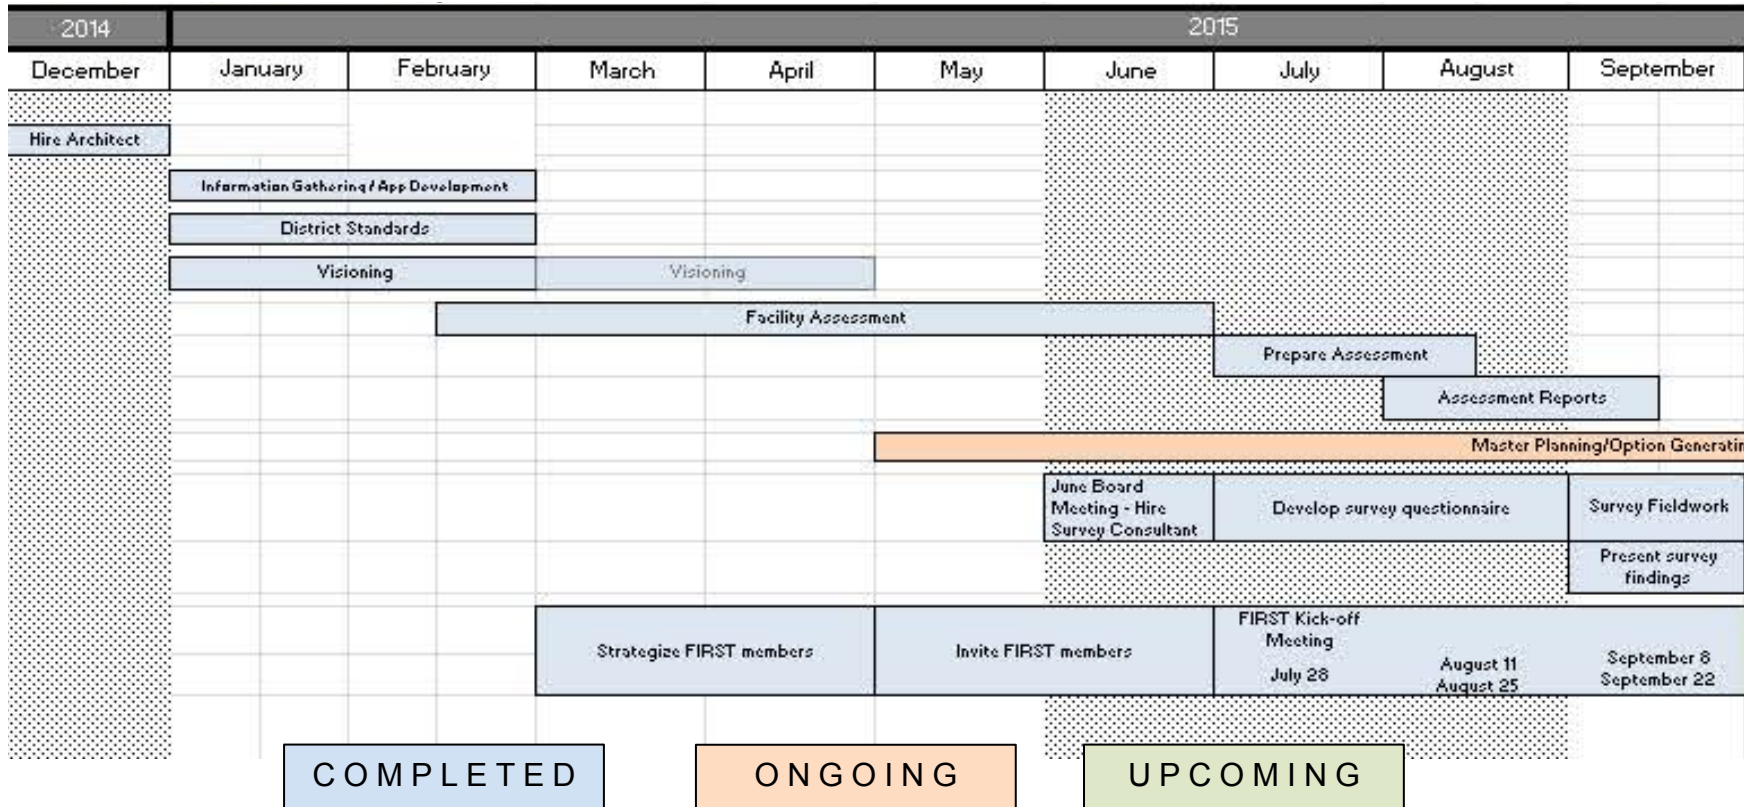 2014
2015
December
January
February
March
April
May
June
July
August
September
Hire Architect
Information Gathering / App Development
District Standards
Visioning
Visioning
Facility Assessment
Prepare Assessment
Assessment Reports
Master Planning/Option Generatin
June Board
Meeting - Hire
Survey Consultant
Develop survey questionnaire
Survey Fieldwork
Present survey
findings
Strategize FIRST members
Invite FIRST members
FIRST Kick-off
Meeting
July 28
August 11
August 25
September 8
September 22
COMPLETED
ONGOING
UPCOMING